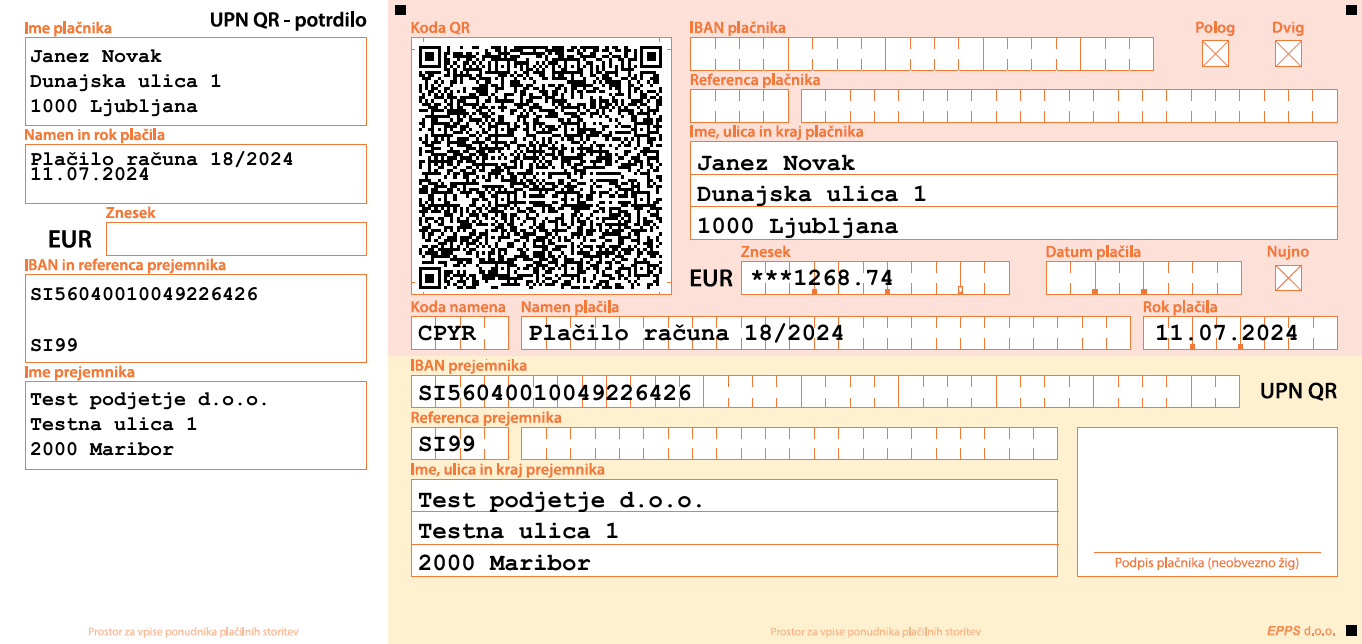 UPN QR - potrdilo
Ime plačnika
Janez Novak
Dunajska ulica 1
1000 Ljubljana
Namen in rok plačila
Plačilo računa 18/2024
11.07.2024
Znesek
EUR
IBAN in referenca prejemnika
SI56040010049226426
SI99
Ime prejemnika
Test podjetje d.o.o.
Testna ulica 1
2000 Maribor
Prostor za vpise ponudnika plačilnih storitev
Koda QR
IBAN plačnika
Polog
Dvig
Referenca plačnika
Ime, ulica in kraj plačnika
Janez Novak
Dunajska ulica 1
1000 Ljubljana
Znesek
Datum plačila
Nujno
EUR ***1268.74
Koda namena
Namen plačila
Rok plačila
CPYR
Plačilo računa 18/2024
11.07.2024
IBAN prejemnika
SI56040010049226426
UPN QR
Referenca prejemnika
SI99
Ime, ulica in kraj prejemnika
Test podjetje d.o.o.
Testna ulica 1
2000 Maribor
Podpis plačnika (neobvezno žig)
Prostor za vpise ponudnika plačilnih storitev
EPPS d.o.o.